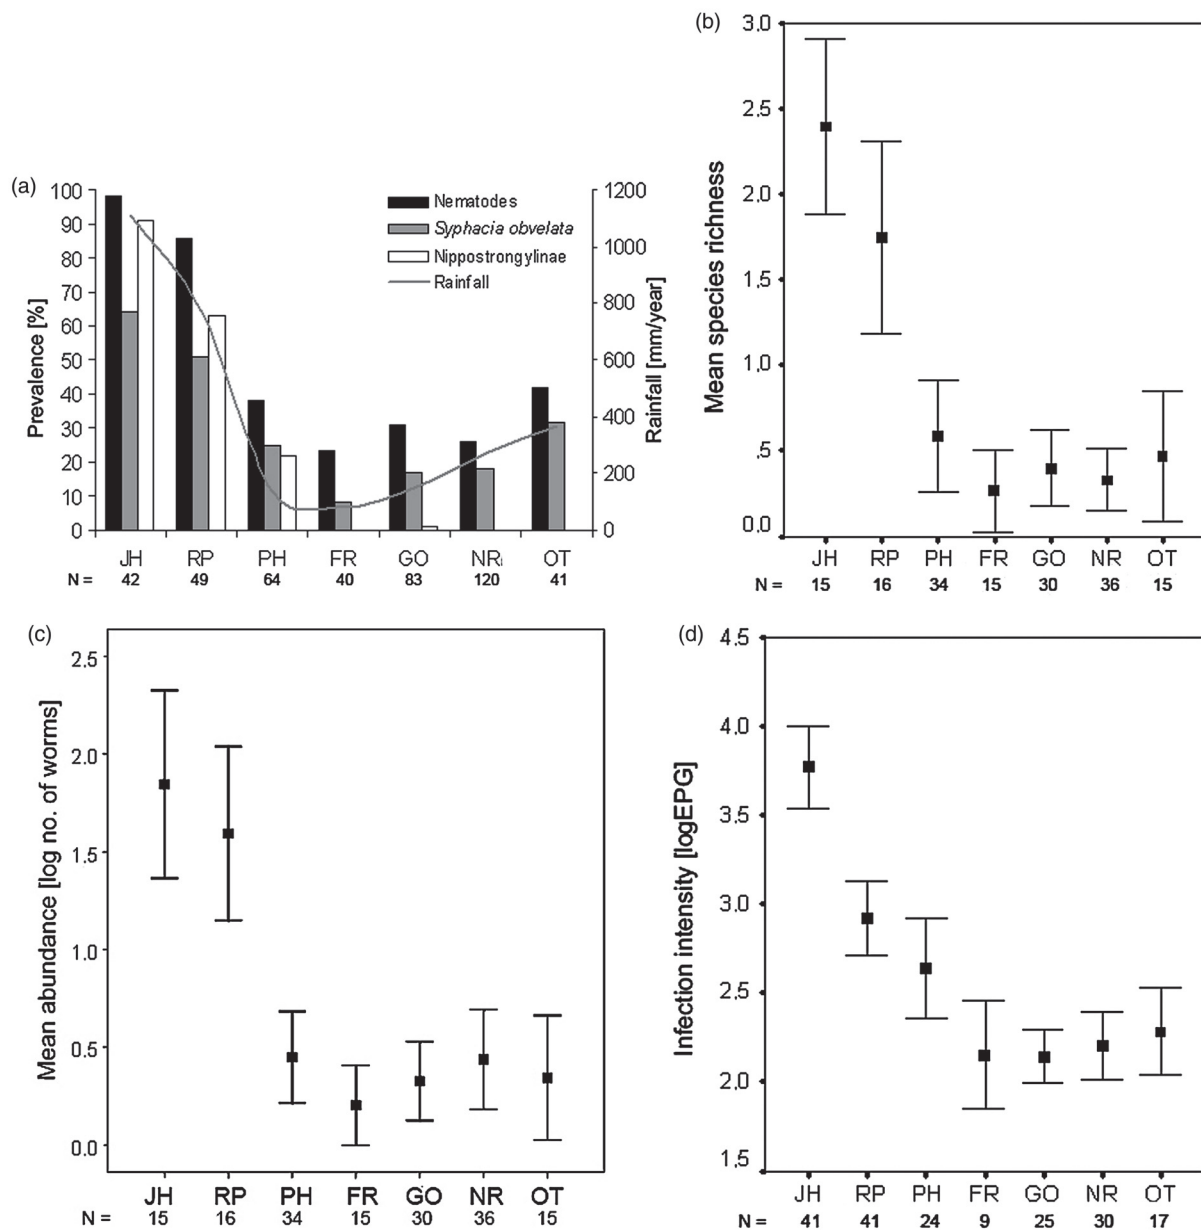 (a)
Prevalence [%]
100
90
80
70
60
50
40
30
20
10
0
Nematodes
Syphacia obvelata
Nippostrongylinae
Rainfall
1200
1000
800
600
400
200
0
Rainfall [mm/year]
JH RP PH FR GO NR OT
N = 42 49 64 40 83 120 41
(b)
Mean species richness
3.0
2.5
2.0
1.5
1.0
.5
0.0
JH RP PH FR GO NR OT
N = 15 16 34 15 30 36 15
(c)
Mean abundance [log no. of worms]
2.5
2.0
1.5
1.0
0.5
0.0
JH RP PH FR GO NR OT
N = 15 16 34 15 30 36 15
(d)
Infection intensity [logEPG]
4.5
4.0
3.5
3.0
2.5
2.0
1.5
JH RP PH FR GO NR OT
N = 41 41 24 9 25 30 17